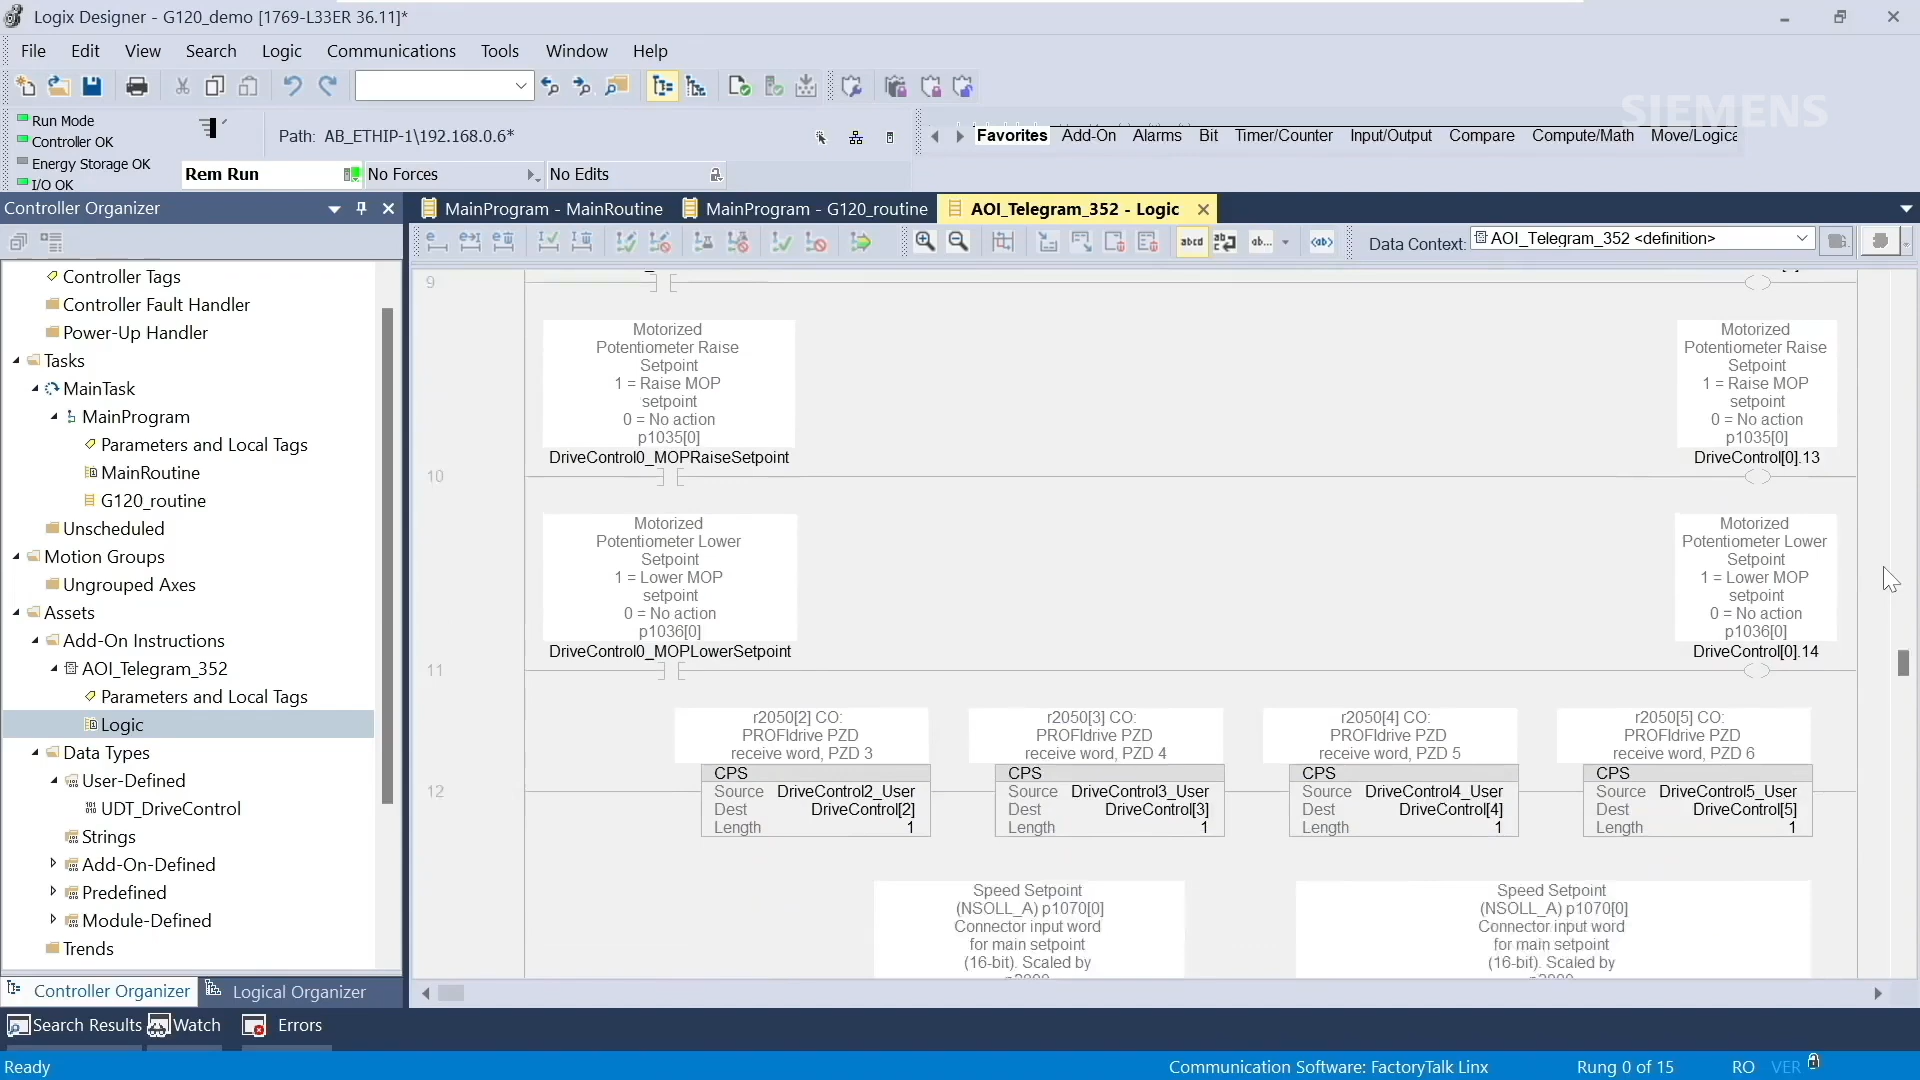 Logix Designer - G120_demo [1769-L33ER 36.11]*
File Edit View Search Logic Communications Tools Window Help
SIEMENS
Run Mode
Controller OK
Energy Storage OK
I/O OK
Path: AB_ETHIP-1\192.168.0.6*
Rem Run
No Forces
No Edits
Favorites Add-On Alarms Bit Timer/Counter Input/Output Compare Compute/Math Move/Logica
Controller Organizer
MainProgram - MainRoutine
MainProgram - G120_routine
AOI_Telegram_352 - Logic
abcd
ab...
<ab>
Data Context:
AOI_Telegram_352 <definition>
Controller Tags
Controller Fault Handler
Power-Up Handler
Tasks
MainTask
MainProgram
Parameters and Local Tags
MainRoutine
G120_routine
Unscheduled
Motion Groups
Ungrouped Axes
Assets
Add-On Instructions
AOI_Telegram_352
Parameters and Local Tags
Logic
Data Types
User-Defined
UDT_DriveControl
Strings
Add-On-Defined
Predefined
Module-Defined
Trends
Controller Organizer
Logical Organizer
9
Motorized
Potentiometer Raise
Setpoint
1 = Raise MOP
setpoint
0 = No action
p1035[0]
DriveControl0_MOPRaiseSetpoint
Motorized
Potentiometer Raise
Setpoint
1 = Raise MOP
setpoint
0 = No action
p1035[0]
DriveControl[0].13
10
Motorized
Potentiometer Lower
Setpoint
1 = Lower MOP
setpoint
0 = No action
p1036[0]
DriveControl0_MOPLowerSetpoint
Motorized
Potentiometer Lower
Setpoint
1 = Lower MOP
setpoint
0 = No action
p1036[0]
DriveControl[0].14
11
r2050[2] CO:
PROFIdrive PZD
receive word, PZD 3
CPS
Source DriveControl2_User
Dest DriveControl[2]
Length 1
r2050[3] CO:
PROFIdrive PZD
receive word, PZD 4
CPS
Source DriveControl3_User
Dest DriveControl[3]
Length 1
r2050[4] CO:
PROFIdrive PZD
receive word, PZD 5
CPS
Source DriveControl4_User
Dest DriveControl[4]
Length 1
r2050[5] CO:
PROFIdrive PZD
receive word, PZD 6
CPS
Source DriveControl5_User
Dest DriveControl[5]
Length 1
12
Speed Setpoint
(NSOLL_A) p1070[0]
Connector input word
for main setpoint
(16-bit). Scaled by
Speed Setpoint
(NSOLL_A) p1070[0]
Connector input word
for main setpoint
(16-bit). Scaled by
Search Results
Watch
Errors
Ready
Communication Software: FactoryTalk Linx
Rung 0 of 15
RO
VER